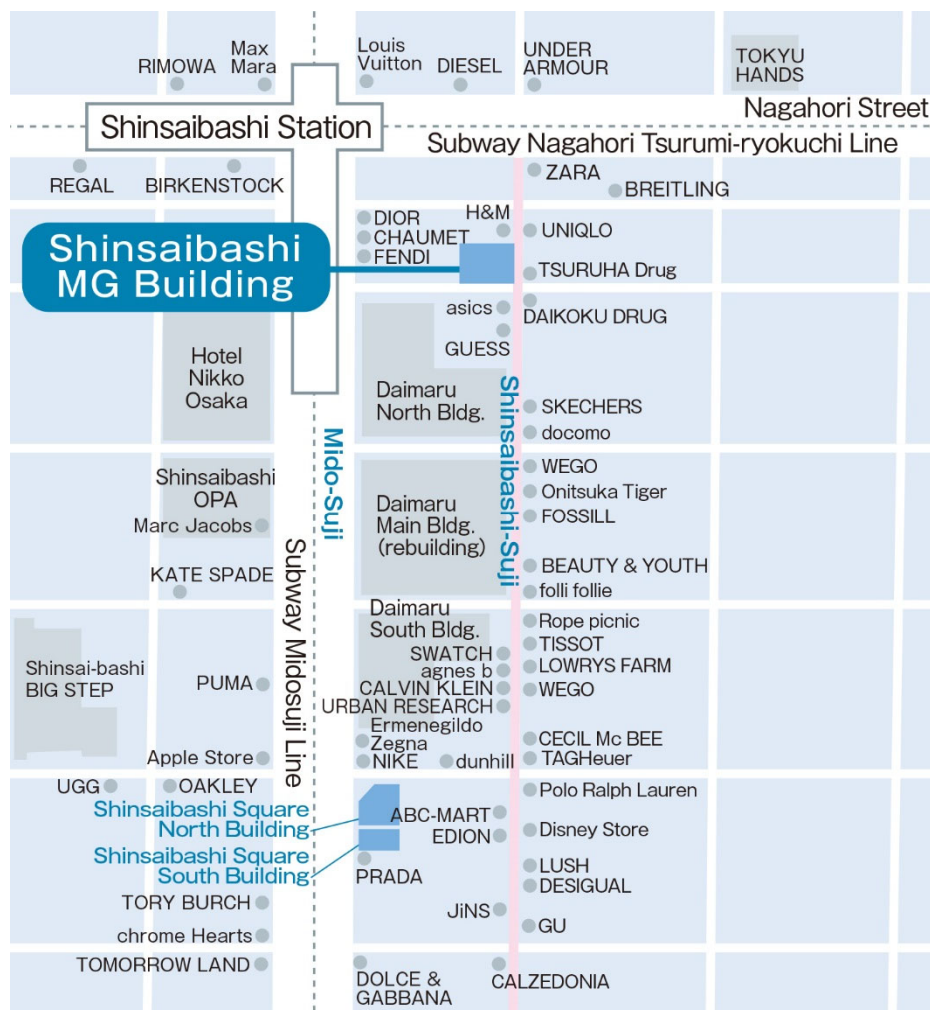 RIMOWA
Max
Mara
Louis
Vuitton
DIESEL
UNDER
ARMOUR
TOKYU
HANDS
Nagahori Street
Shinsaibashi Station
Subway Nagahori Tsurumi-ryokuchi Line
REGAL
BIRKENSTOCK
ZARA
BREITLING
H&M
DIOR
CHAUMET
FENDI
UNIQLO
TSURUHA Drug
Shinsaibashi
MG Building
asics
GUESS
DAIKOKU DRUG
Hotel
Nikko
Osaka
Daimaru
North Bldg.
Shinsaibashi-Suji
SKECHERS
docomo
Mido-Suji
Shinsaibashi
OPA
Marc Jacobs
Daimaru
Main Bldg.
(rebuilding)
WEGO
Onitsuka Tiger
FOSSILL
BEAUTY & YOUTH
folli follie
KATE SPADE
Subway Midosuji Line
Daimaru
South Bldg.
SWATCH
agnes b
CALVIN KLEIN
URBAN RESEARCH
Ermenegildo
Zegna
NIKE
dunhill
Rope picnic
TISSOT
LOWRYS FARM
WEGO
CECIL Mc BEE
TAGHeuer
Shinsai-bashi
BIG STEP
PUMA
Apple Store
UGG
OAKLEY
Shinsaibashi Square
North Building
Shinsaibashi Square
South Building
ABC-MART
EDION
PRADA
JiNS
Polo Ralph Lauren
Disney Store
LUSH
DESIGUAL
GU
TORY BURCH
chrome Hearts
TOMORROW LAND
DOLCE &
GABBANA
CALZEDONIA